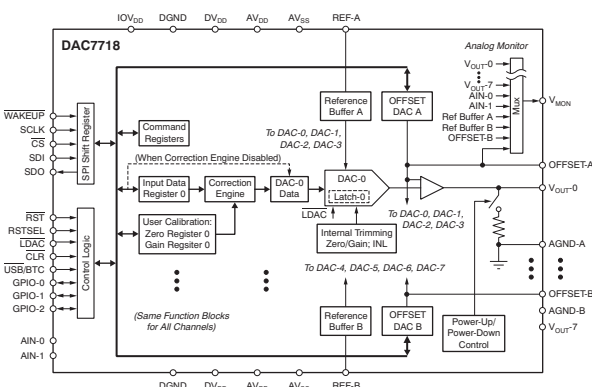 IOVDD DGND DVDD AVDD AVSS REF-A
DAC7718
Analog Monitor
VOUT-0
VOUT-7
AIN-0
AIN-1
Ref Buffer A
Ref Buffer B
OFFSET-B
Mux
VMON
WAKEUP
SCLK
CS
SDI
SDO
SPI Shift Register
Command
Registers
Reference
Buffer A
OFFSET
DAC A
To DAC-0, DAC-1,
DAC-2, DAC-3
OFFSET-A
(When Correction Engine Disabled)
Input Data
Register 0
Correction
Engine
DAC-0
Data
DAC-0
Latch-0
LDAC
VOUT-0
To DAC-0, DAC-1,
DAC-2, DAC-3
RST
RSTSEL
LDAC
CLR
USB/BTC
GPIO-0
GPIO-1
GPIO-2
Control Logic
User Calibration:
Zero Register 0
Gain Regsiter 0
Internal Trimming
Zero/Gain; INL
AGND-A
To DAC-4, DAC-5, DAC-6, DAC-7
OFFSET-B
(Same Function Blocks
for All Channels)
Reference
Buffer B
OFFSET
DAC B
Power-Up/
Power-Down
Control
AGND-B
VOUT-7
AIN-0
AIN-1
DGND DVDD AVDD AVSS REF-B